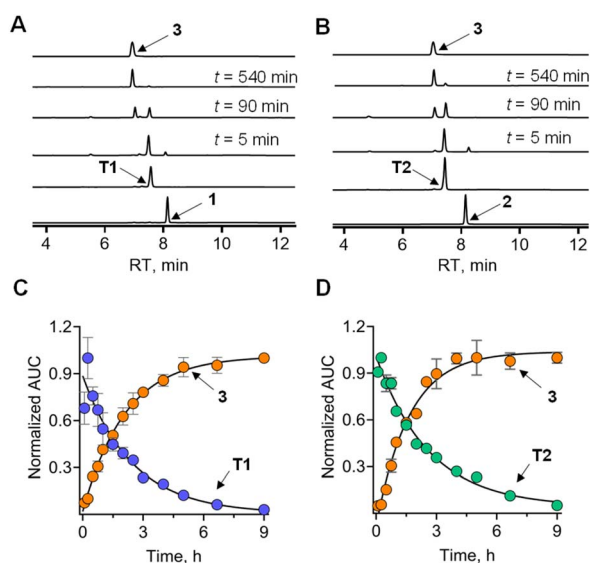 A
3
t = 540 min
t = 90 min
t = 5 min
T1
1
4 6 8 10 12
RT, min
B
3
t = 540 min
t = 90 min
t = 5 min
T2
2
4 6 8 10 12
RT, min
C
Normalized AUC
1.2
0.9
0.6
0.3
3
T1
0 3 6 9
Time, h
D
Normalized AUC
1.2
0.9
0.6
0.3
3
T2
0 3 6 9
Time, h